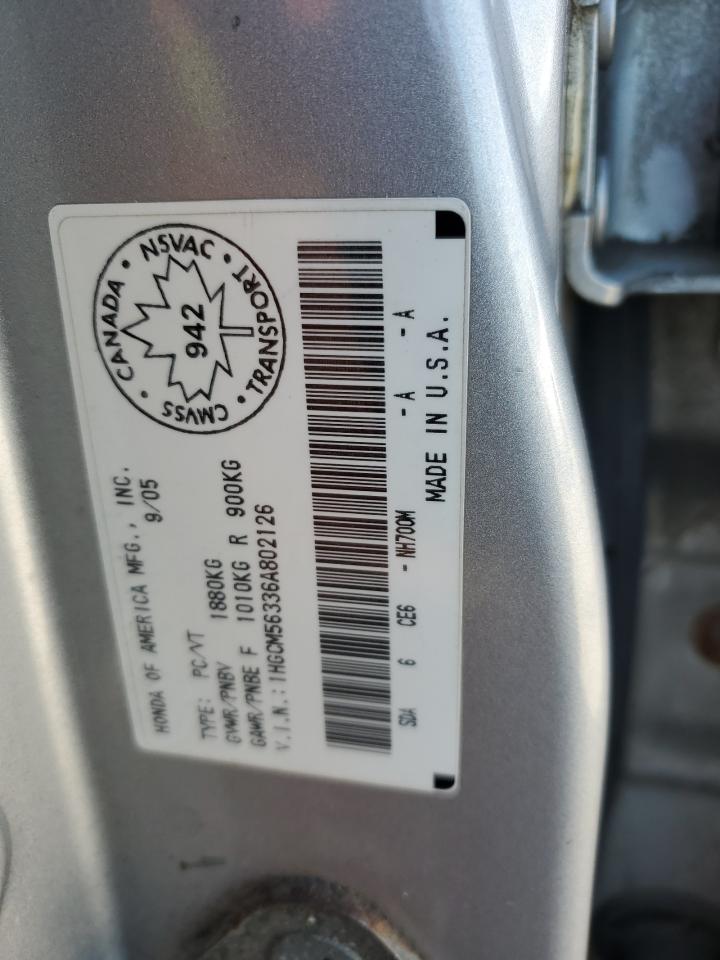 HONDA OF AMERICA MFG., INC.
9/05
TYPE: PC/VT
GVWR/PNBV 1880KG
GAWR/PNBE F 1010KG R 900KG
V.I.N.: 1HGCM56336A802126
CANADA • NSVAC • TRANSPORT • CMVSS •
942
SDA 6 CE6 - NH700M - A - A
MADE IN U.S.A.